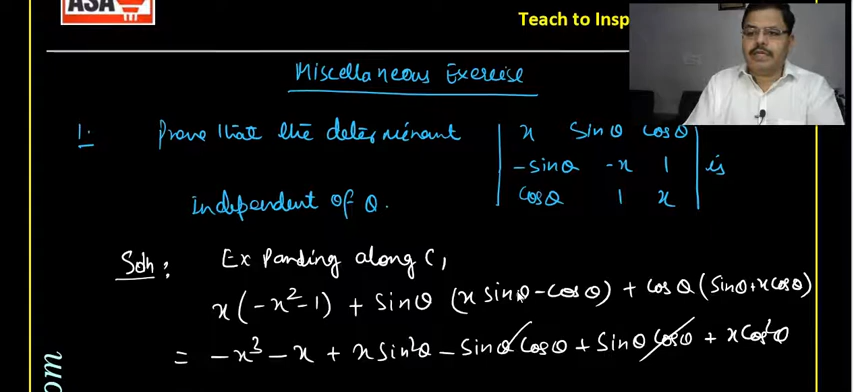 ASA
Teach to Insp
Miscellaneous Exercise
1. Prove that the determinant | x sinθ cosθ | is
| -sinθ -x 1 |
| cosθ 1 x |
independent of θ.
Soln: Expanding along C₁
x(-x²-1) + sinθ (x sinθ - cosθ) + cosθ (sinθ + x cosθ)
= -x³ - x + x sin²θ - sinθ cosθ + sinθ cosθ + x cos²θ
om